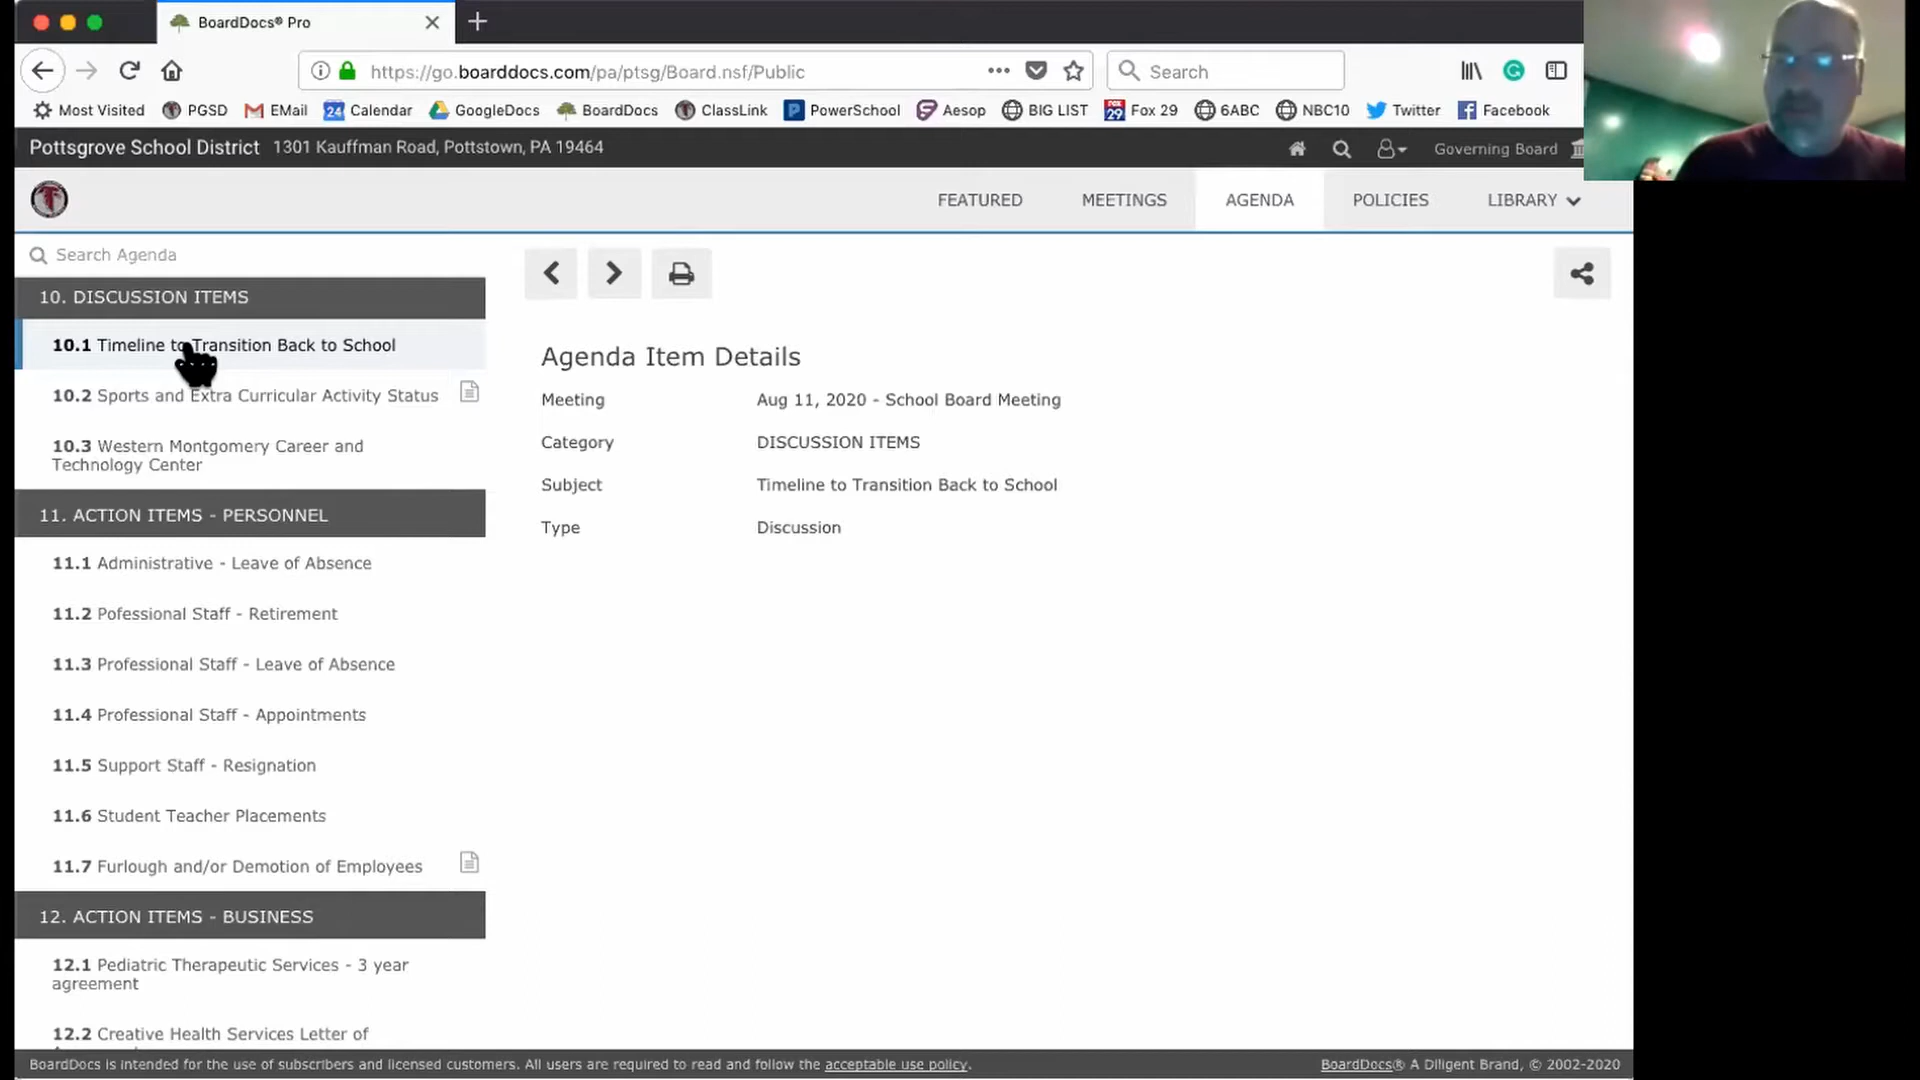 BoardDocs® Pro
https://go.boarddocs.com/pa/ptsg/Board.nsf/Public
Search
Most Visited PGSD EMail 24 Calendar GoogleDocs BoardDocs ClassLink PowerSchool Aesop BIG LIST Fox 29 6ABC NBC10 Twitter Facebook
Pottsgrove School District 1301 Kauffman Road, Pottstown, PA 19464
Governing Board
FEATURED MEETINGS AGENDA POLICIES LIBRARY
Search Agenda
10. DISCUSSION ITEMS
10.1 Timeline to Transition Back to School
10.2 Sports and Extra Curricular Activity Status
10.3 Western Montgomery Career and
Technology Center
11. ACTION ITEMS - PERSONNEL
11.1 Administrative - Leave of Absence
11.2 Pofessional Staff - Retirement
11.3 Professional Staff - Leave of Absence
11.4 Professional Staff - Appointments
11.5 Support Staff - Resignation
11.6 Student Teacher Placements
11.7 Furlough and/or Demotion of Employees
12. ACTION ITEMS - BUSINESS
12.1 Pediatric Therapeutic Services - 3 year
agreement
12.2 Creative Health Services Letter of
Agenda Item Details
Meeting Aug 11, 2020 - School Board Meeting
Category DISCUSSION ITEMS
Subject Timeline to Transition Back to School
Type Discussion
BoardDocs is intended for the use of subscribers and licensed customers. All users are required to read and follow the acceptable use policy.
BoardDocs® A Diligent Brand, © 2002-2020